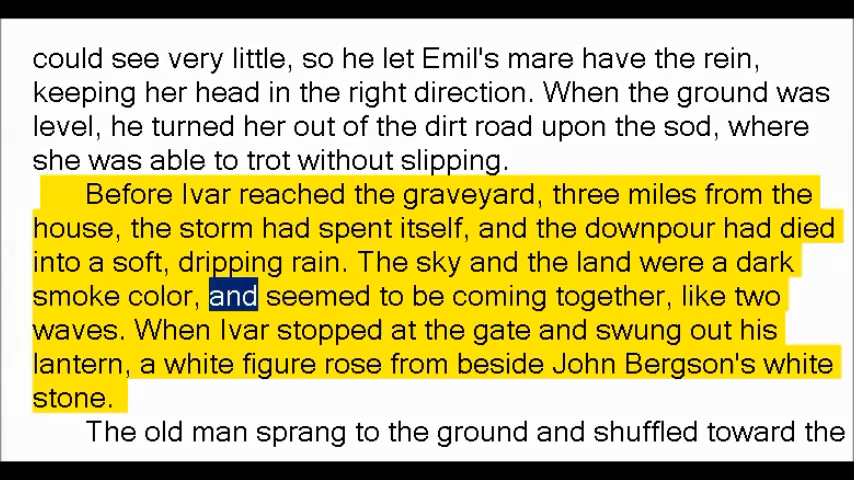 could see very little, so he let Emil's mare have the rein,
keeping her head in the right direction. When the ground was
level, he turned her out of the dirt road upon the sod, where
she was able to trot without slipping.
Before Ivar reached the graveyard, three miles from the
house, the storm had spent itself, and the downpour had died
into a soft, dripping rain. The sky and the land were a dark
smoke color, and seemed to be coming together, like two
waves. When Ivar stopped at the gate and swung out his
lantern, a white figure rose from beside John Bergson's white
stone.
The old man sprang to the ground and shuffled toward the